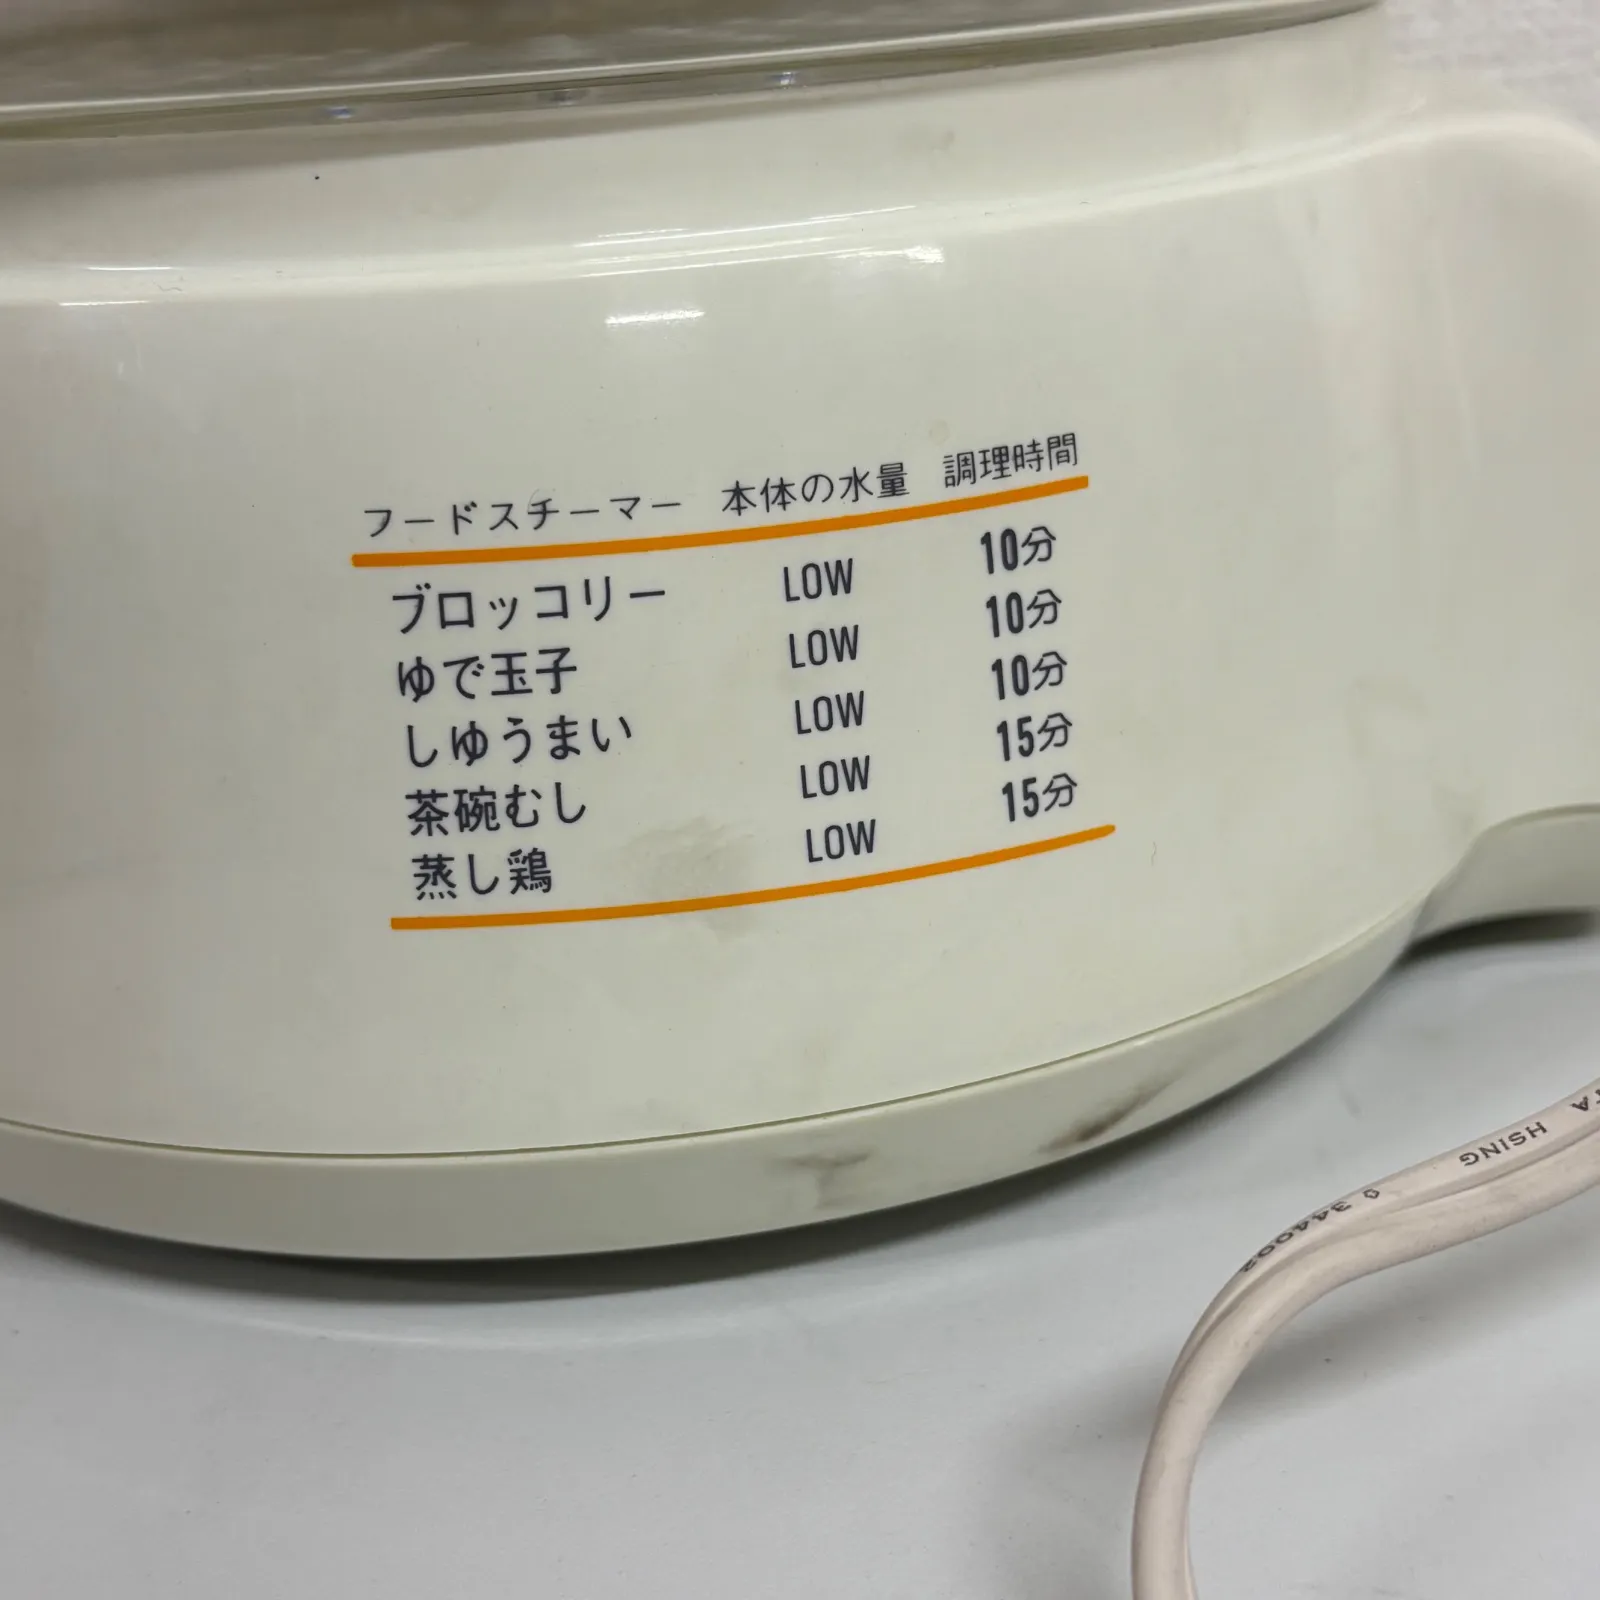 フードスチーマー 本体の水量 調理時間
ブロッコリー LOW 10分
ゆで玉子 LOW 10分
しゆうまい LOW 10分
茶碗むし LOW 15分
蒸し鶏 LOW 15分
HSING
344002